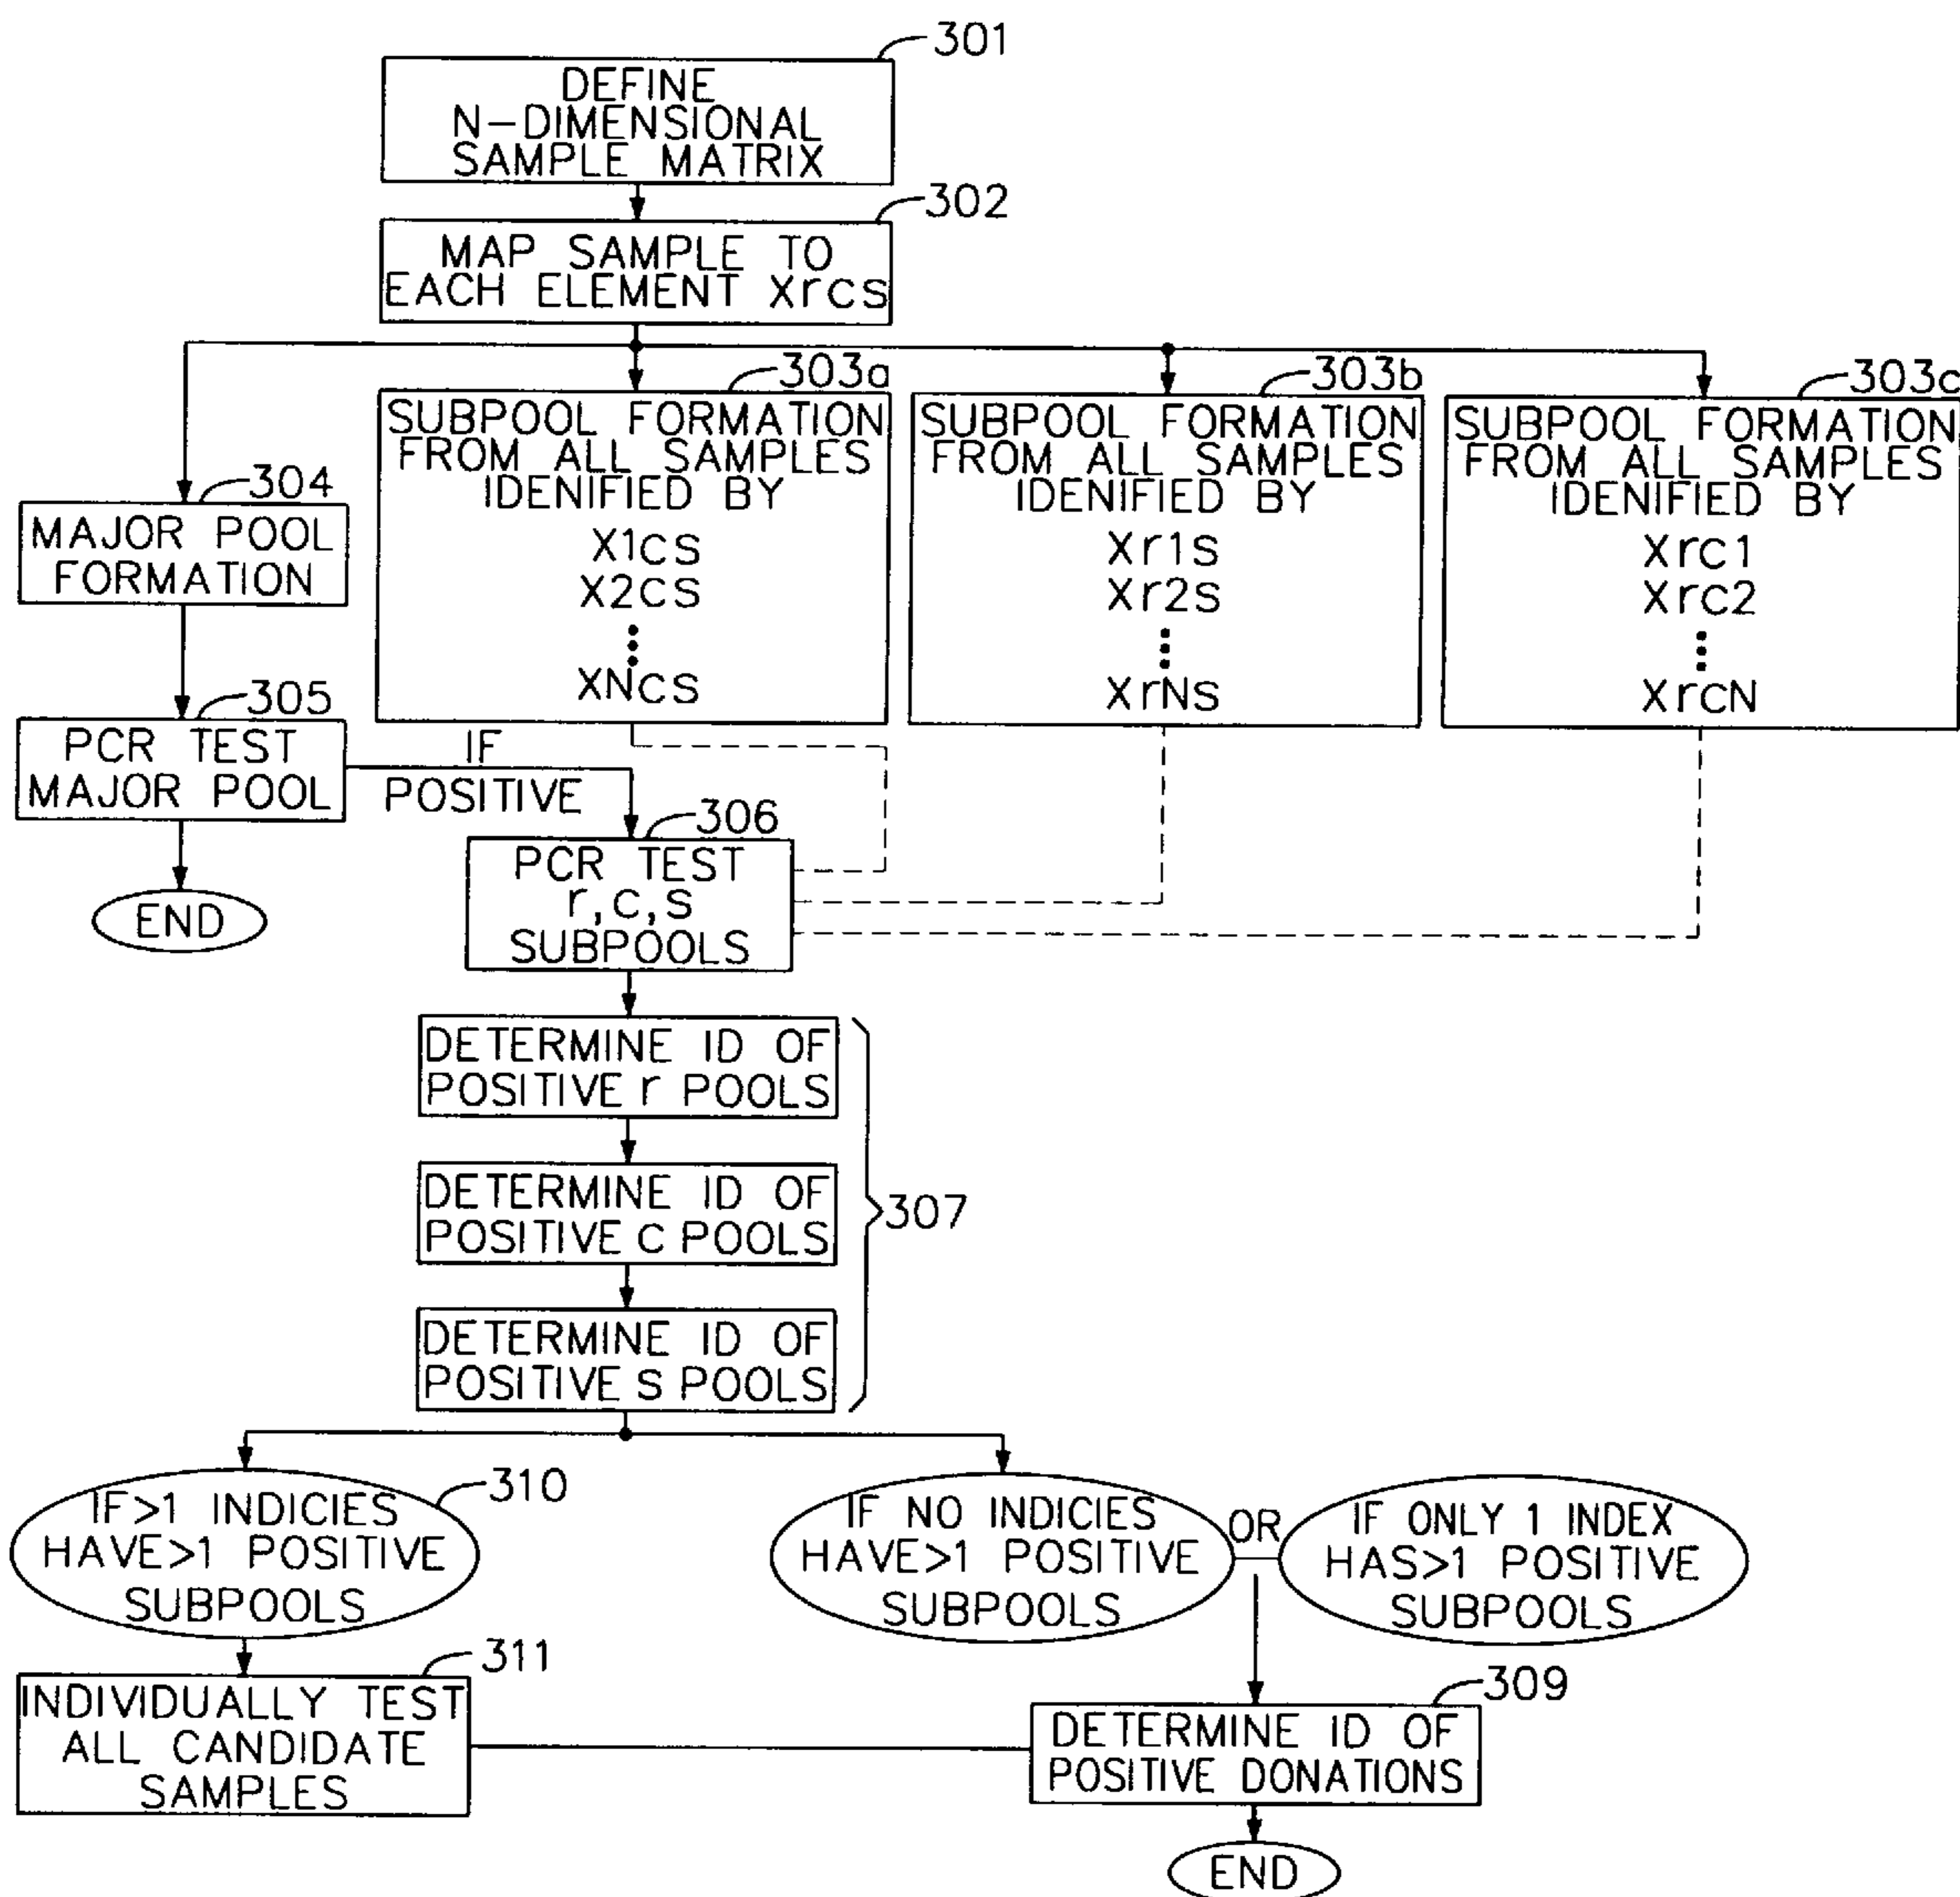 301
DEFINE
N-DIMENSIONAL
SAMPLE MATRIX
302
MAP SAMPLE TO
EACH ELEMENT Xrcs
303a
SUBPOOL FORMATION
FROM ALL SAMPLES
IDENIFIED BY
X1cs
X2cs
XNcs
303b
SUBPOOL FORMATION
FROM ALL SAMPLES
IDENIFIED BY
Xr1s
Xr2s
XrNs
303c
SUBPOOL FORMATION
FROM ALL SAMPLES
IDENIFIED BY
Xrc1
Xrc2
XrcN
304
MAJOR POOL
FORMATION
305
PCR TEST
MAJOR POOL
IF
POSITIVE
END
306
PCR TEST
r,c,s
SUBPOOLS
DETERMINE ID OF
POSITIVE r POOLS
DETERMINE ID OF
POSITIVE c POOLS
DETERMINE ID OF
POSITIVE s POOLS
307
310
IF>1 INDICIES
HAVE>1 POSITIVE
SUBPOOLS
IF NO INDICIES
HAVE>1 POSITIVE
SUBPOOLS
OR
IF ONLY 1 INDEX
HAS>1 POSITIVE
SUBPOOLS
311
INDIVIDUALLY TEST
ALL CANDIDATE
SAMPLES
309
DETERMINE ID OF
POSITIVE DONATIONS
END